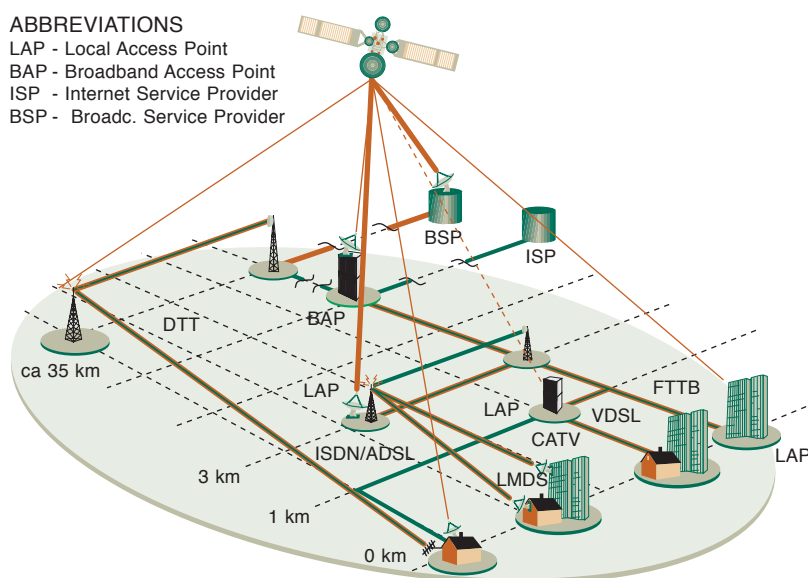 ABBREVIATIONS
LAP - Local Access Point
BAP - Broadband Access Point
ISP - Internet Service Provider
BSP - Broadc. Service Provider
BSP
ISP
DTT
BAP
ca 35 km
LAP
LAP
FTTB
VDSL
CATV
LAP
ISDN/ADSL
3 km
LMDS
1 km
0 km